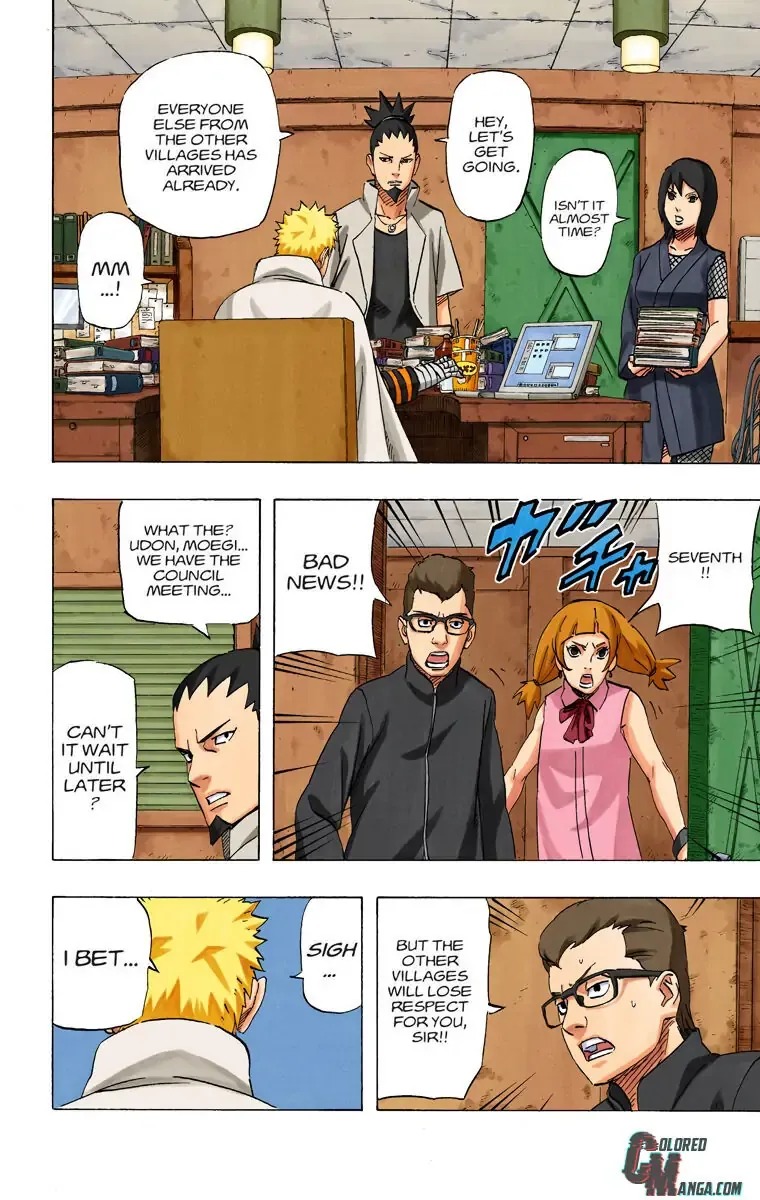 ISN'T IT
ALMOST
TIME?
HEY,
LET'S
GET
GOING.
EVERYONE
ELSE FROM
THE OTHER
VILLAGES HAS
ARRIVED
ALREADY.
MM
...!
SEVENTH
!!
ガチャ
BAD
NEWS!!
WHAT THE?
UDON, MOEGI...
WE HAVE THE
COUNCIL
MEETING...
CAN'T
IT WAIT
UNTIL
LATER
?
BUT THE
OTHER
VILLAGES
WILL LOSE
RESPECT
FOR YOU,
SIR!!
SIGH
...
I BET...
COLORED
MANGA.COM